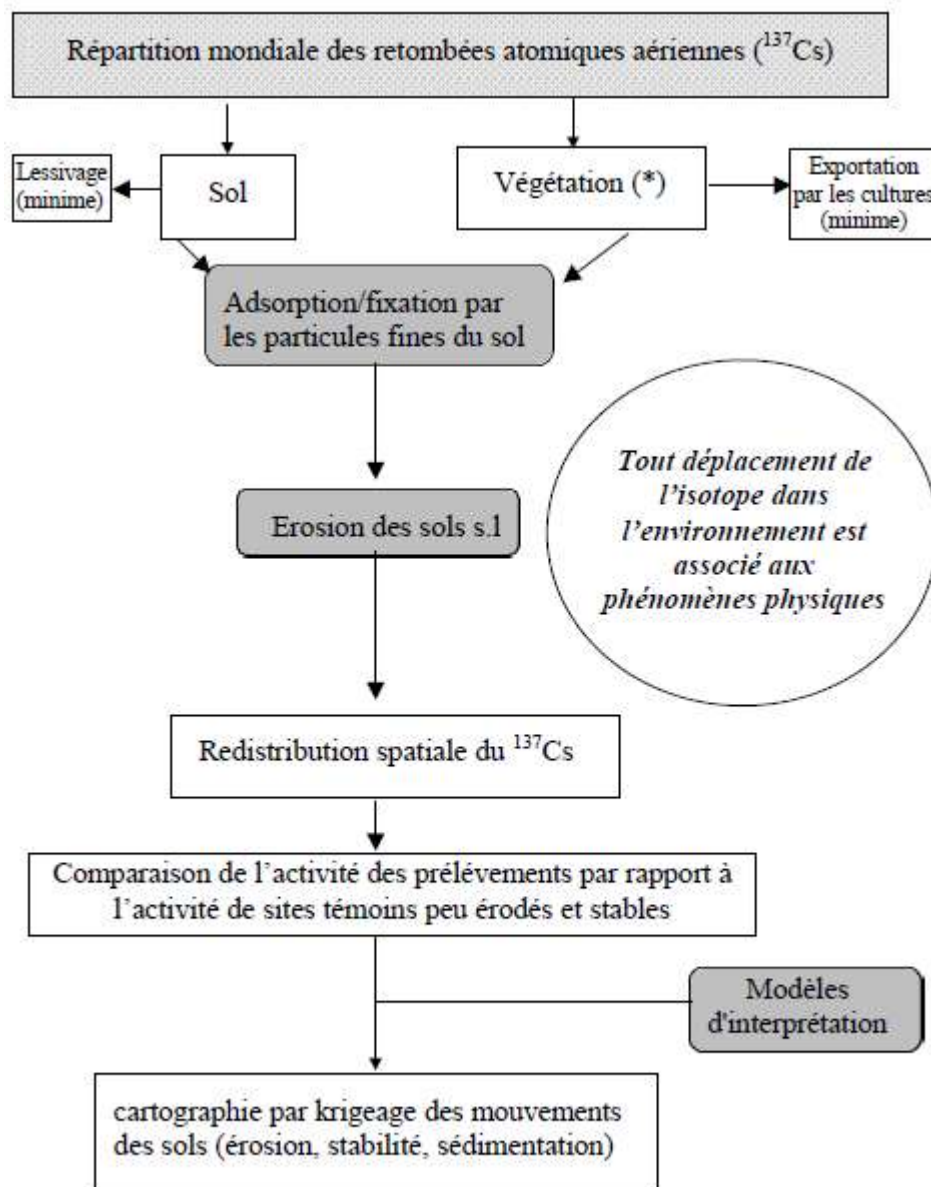 Répartition mondiale des retombées atomiques aériennes (¹³⁷Cs)
Lessivage
(minime)
Sol
Végétation (*)
Exportation
par les cultures
(minime)
Adsorption/fixation par
les particules fines du sol
Tout déplacement de
l'isotope dans
l'environnement est
associé aux
phénomènes physiques
Erosion des sols s.l
Redistribution spatiale du ¹³⁷Cs
Comparaison de l'activité des prélévements par rapport à
l'activité de sites témoins peu érodés et stables
Modèles
d'interprétation
cartographie par krigeage des mouvements
des sols (érosion, stabilité, sédimentation)